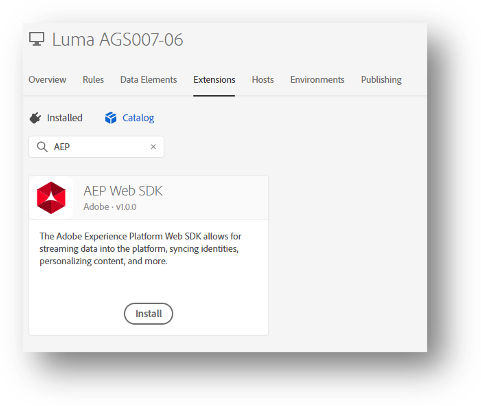 Luma AGS007-06
Overview Rules Data Elements Extensions Hosts Environments Publishing
Installed Catalog
AEP ×
AEP Web SDK
Adobe · v1.0.0
The Adobe Experience Platform Web SDK allows for
streaming data into the platform, syncing identities,
personalizing content, and more.
Install